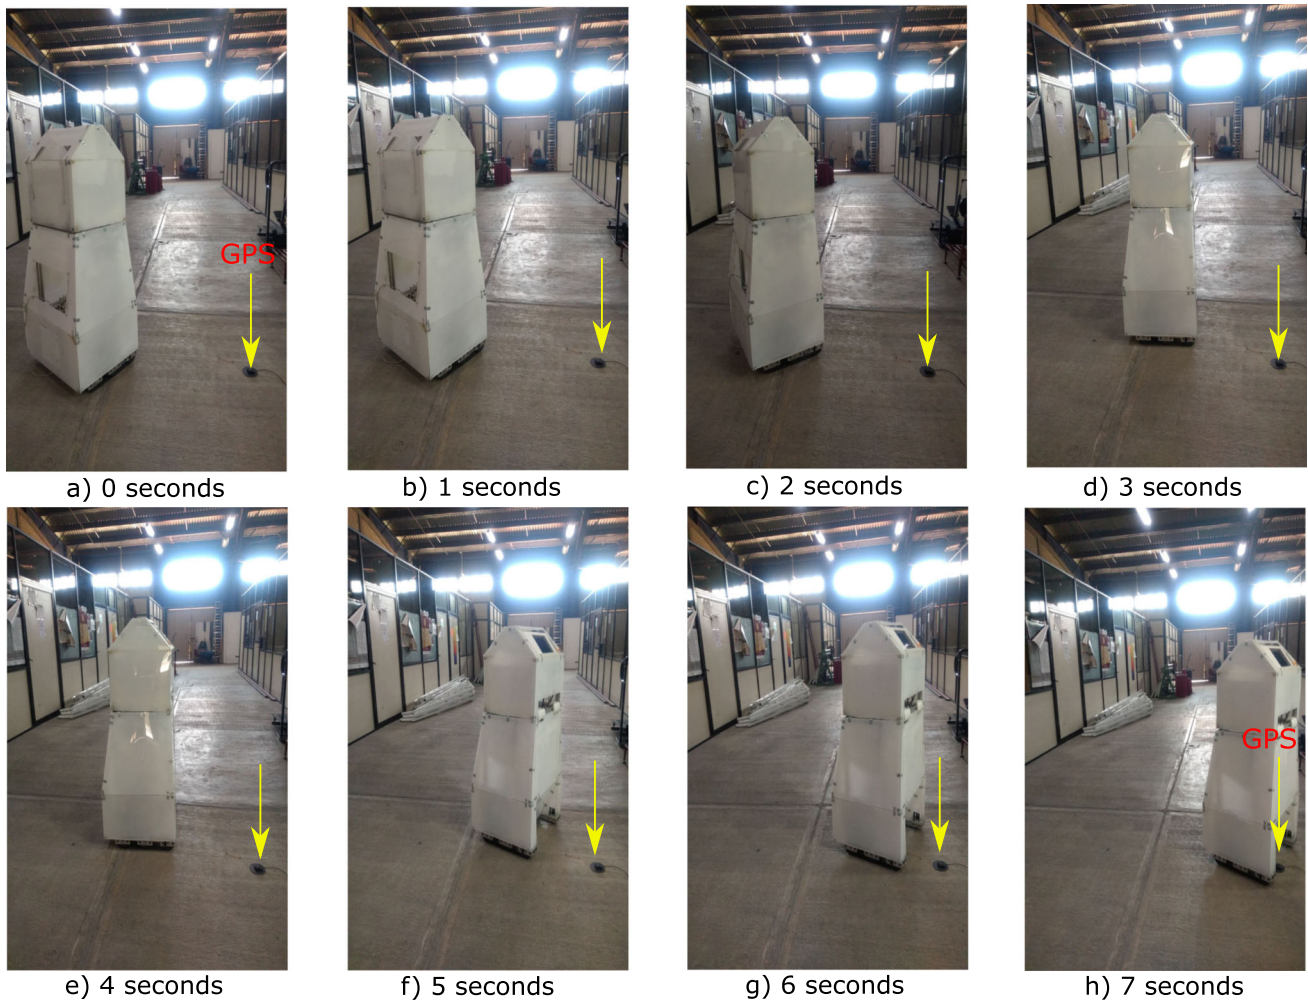 GPS
a) 0 seconds
b) 1 seconds
c) 2 seconds
d) 3 seconds
e) 4 seconds
f) 5 seconds
g) 6 seconds
GPS
h) 7 seconds